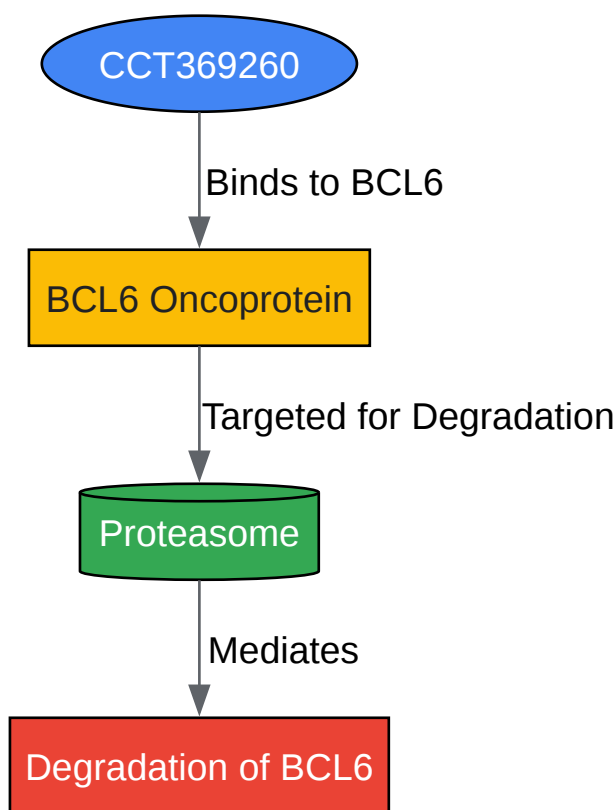 CCT369260
Binds to BCL6
BCL6 Oncoprotein
Targeted for Degradation
Proteasome
Mediates
Degradation of BCL6